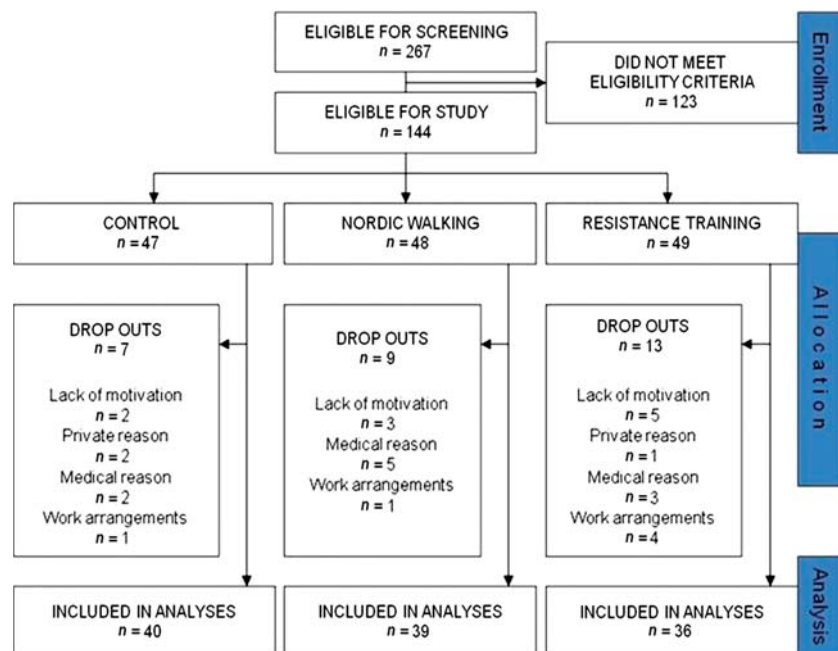 ELIGIBLE FOR SCREENING
n = 267
DID NOT MEET
ELIGIBILITY CRITERIA
n = 123
ELIGIBLE FOR STUDY
n = 144
Enrollment
CONTROL
n = 47
NORDIC WALKING
n = 48
RESISTANCE TRAINING
n = 49
DROP OUTS
n = 7
Lack of motivation
n = 2
Private reason
n = 2
Medical reason
n = 2
Work arrangements
n = 1
DROP OUTS
n = 9
Lack of motivation
n = 3
Medical reason
n = 5
Work arrangements
n = 1
DROP OUTS
n = 13
Lack of motivation
n = 5
Private reason
n = 1
Medical reason
n = 3
Work arrangements
n = 4
Allocation
INCLUDED IN ANALYSES
n = 40
INCLUDED IN ANALYSES
n = 39
INCLUDED IN ANALYSES
n = 36
Analysis